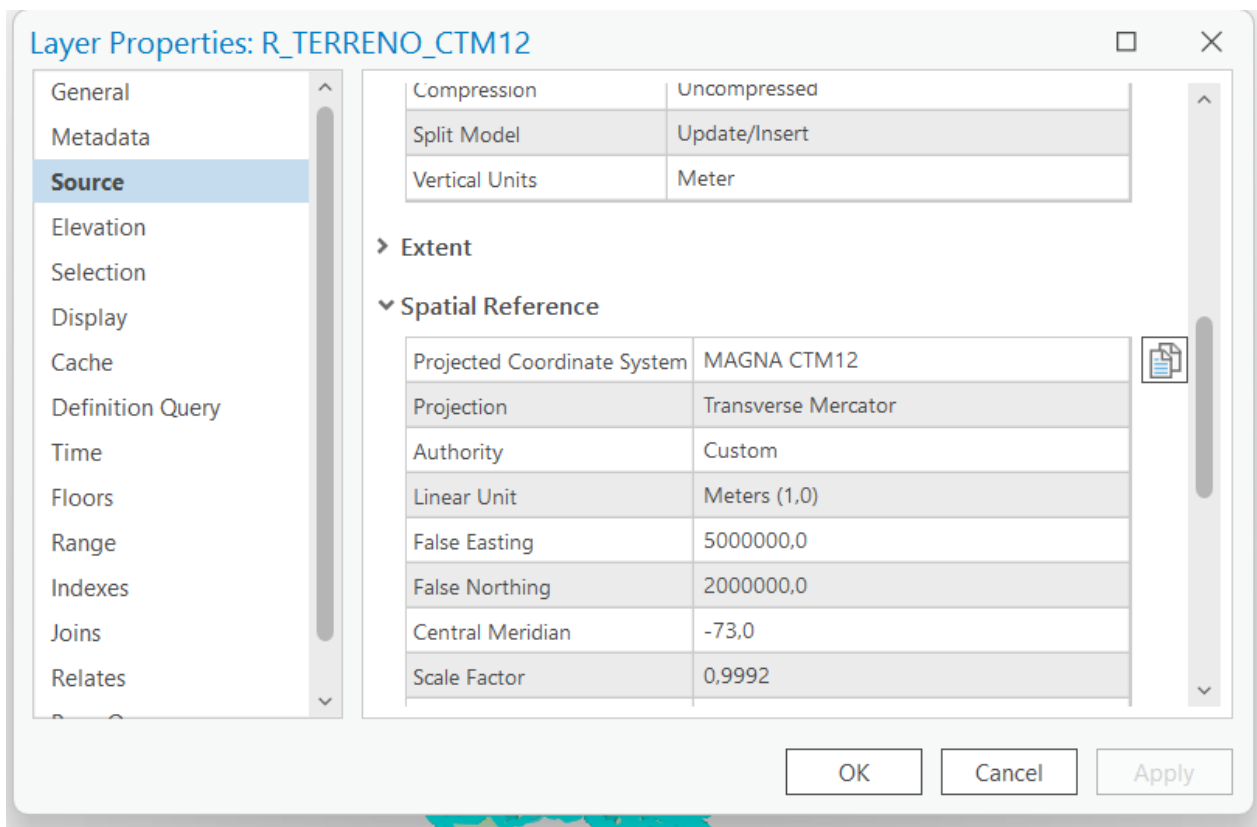 Layer Properties: R_TERRENO_CTM12
General
Metadata
Source
Elevation
Selection
Display
Cache
Definition Query
Time
Floors
Range
Indexes
Joins
Relates
Compression Uncompressed
Split Model Update/Insert
Vertical Units Meter
Extent
Spatial Reference
Projected Coordinate System MAGNA CTM12
Projection Transverse Mercator
Authority Custom
Linear Unit Meters (1,0)
False Easting 5000000,0
False Northing 2000000,0
Central Meridian -73,0
Scale Factor 0,9992
OK Cancel Apply